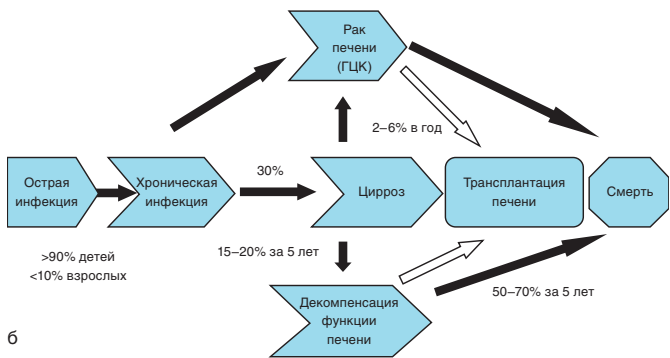 Рак
печени
(ГЦК)
2–6% в год
Острая
инфекция
Хроническая
инфекция
30%
Цирроз
Трансплантация
печени
Смерть
>90% детей
<10% взрослых
15–20% за 5 лет
Декомпенсация
функции
печени
50–70% за 5 лет
б